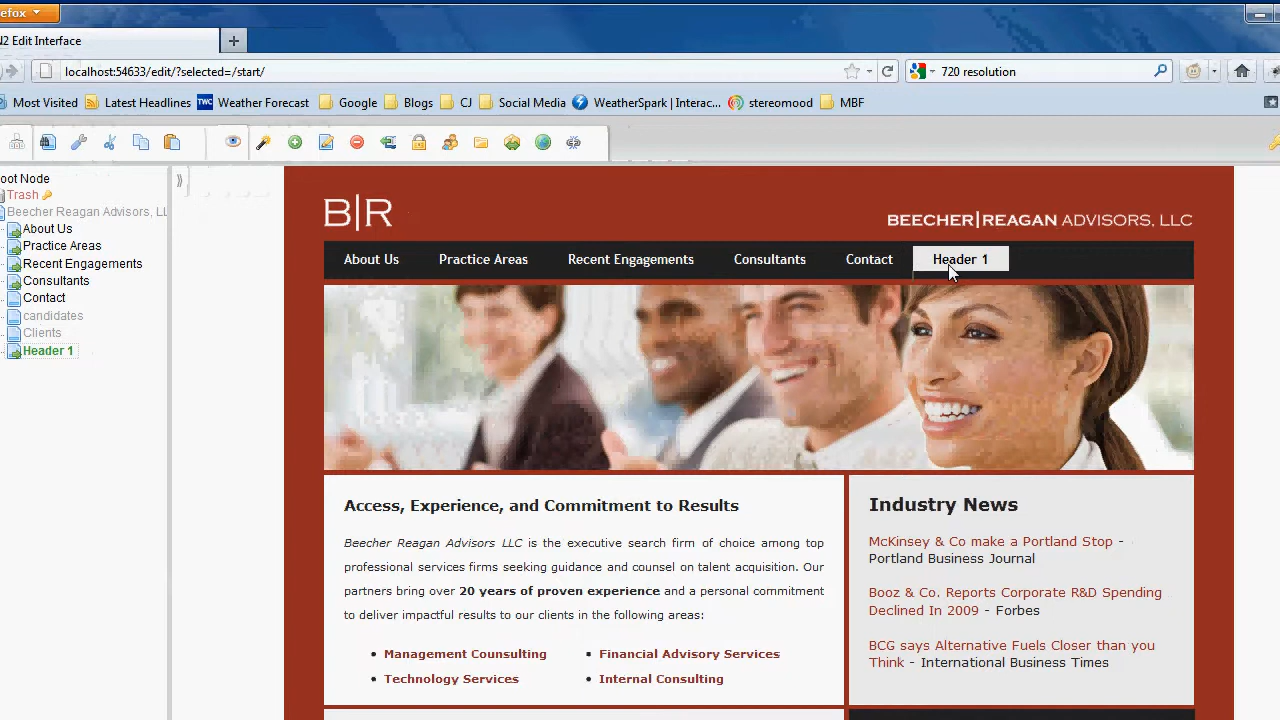 efox
N2 Edit Interface
localhost:54633/edit/?selected=/start/
720 resolution
Most Visited Latest Headlines TWC Weather Forecast Google Blogs CJ Social Media WeatherSpark | Interac... stereomood MBF
oot Node
Trash
Beecher Reagan Advisors, LL
About Us
Practice Areas
Recent Engagements
Consultants
Contact
candidates
Clients
Header 1
B|R
BEECHER|REAGAN ADVISORS, LLC
About Us Practice Areas Recent Engagements Consultants Contact Header 1
Access, Experience, and Commitment to Results
Beecher Reagan Advisors LLC is the executive search firm of choice among top
professional services firms seeking guidance and counsel on talent acquisition. Our
partners bring over 20 years of proven experience and a personal commitment
to deliver impactful results to our clients in the following areas:
• Management Counsulting
• Technology Services
• Financial Advisory Services
• Internal Consulting
Industry News
McKinsey & Co make a Portland Stop -
Portland Business Journal
Booz & Co. Reports Corporate R&D Spending
Declined In 2009 - Forbes
BCG says Alternative Fuels Closer than you
Think - International Business Times